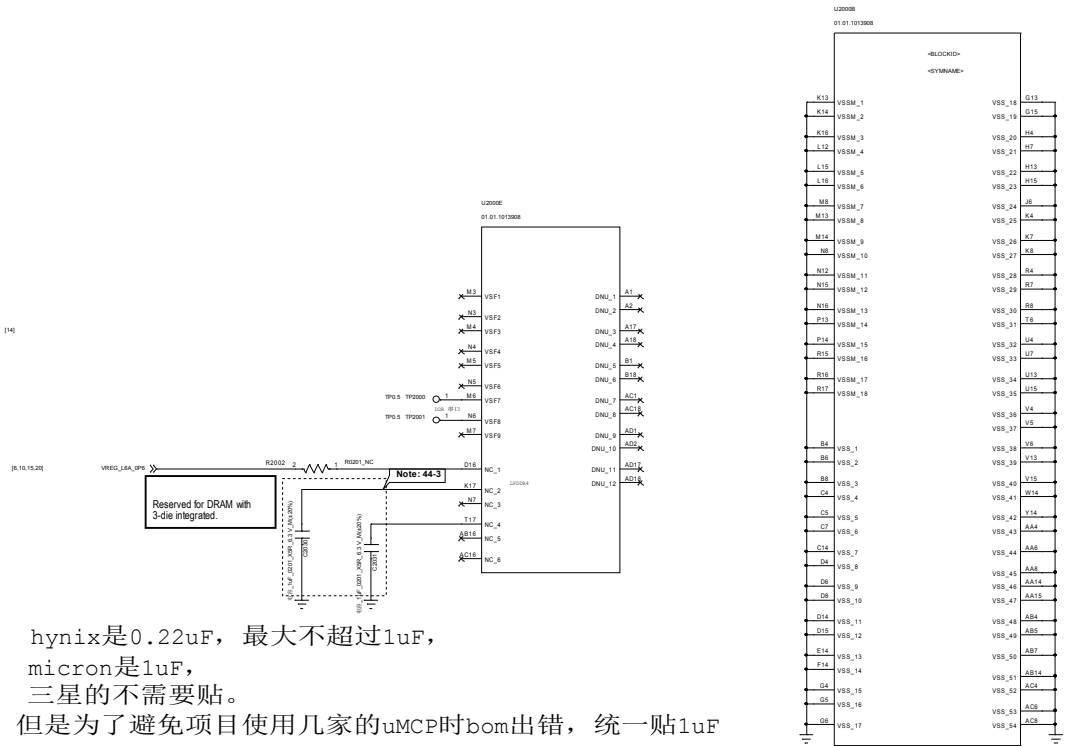 U2000B
01.01.1013908
<BLOCKID>
<SYMNAME>
K13 VSSM_1
K14 VSSM_2
K16 VSSM_3
L12 VSSM_4
L15 VSSM_5
L16 VSSM_6
M8 VSSM_7
M13 VSSM_8
M14 VSSM_9
N8 VSSM_10
N12 VSSM_11
N15 VSSM_12
N16 VSSM_13
P13 VSSM_14
P14 VSSM_15
R15 VSSM_16
R16 VSSM_17
R17 VSSM_18
B4 VSS_1
B6 VSS_2
B8 VSS_3
C4 VSS_4
C5 VSS_5
C7 VSS_6
C14 VSS_7
D4 VSS_8
D6 VSS_9
D8 VSS_10
D14 VSS_11
D15 VSS_12
E14 VSS_13
F14 VSS_14
G4 VSS_15
G5 VSS_16
G6 VSS_17
VSS_18 G13
VSS_19 G15
VSS_20 H4
VSS_21 H7
VSS_22 H13
VSS_23 H15
VSS_24 J6
VSS_25 K4
VSS_26 K7
VSS_27 K8
VSS_28 R4
VSS_29 R7
VSS_30 R8
VSS_31 T6
VSS_32 U4
VSS_33 U7
VSS_34 U13
VSS_35 U15
VSS_36 V4
VSS_37 V5
VSS_38 V6
VSS_39 V13
VSS_40 V15
VSS_41 W14
VSS_42 Y14
VSS_43 AA4
VSS_44 AA6
VSS_45 AA8
VSS_46 AA14
VSS_47 AA15
VSS_48 AB4
VSS_49 AB5
VSS_50 AB7
VSS_51 AB14
VSS_52 AC4
VSS_53 AC6
VSS_54 AC8
U2000E
01.01.1013908
M3 VSF1
N3 VSF2
M4 VSF3
N4 VSF4
M5 VSF5
N5 VSF6
TP0.5 TP2000 1 M6 VSF7
DDR 串口
TP0.5 TP2001 1 N6 VSF8
M7 VSF9
D16 NC_1
K17 NC_2
N7 NC_3
T17 NC_4
AB16 NC_5
AC16 NC_6
LPDDR4
DNU_1 A1
DNU_2 A2
DNU_3 A17
DNU_4 A18
DNU_5 B1
DNU_6 B18
DNU_7 AC1
DNU_8 AC18
DNU_9 AD1
DNU_10 AD2
DNU_11 AD17
DNU_12 AD18
[14]
[6,10,15,20]
VREG_L6A_0P6
R2002 2 1 R0201_NC
Note: 44-3
Reserved for DRAM with
3-die integrated.
1uF_0201_X5R_6.3 V_M(±20%)
C2030
1uF_0201_X5R_6.3 V_M(±20%)
C2031
hynix是0.22uF，最大不超过1uF，
micron是1uF，
三星的不需要贴。
但是为了避免项目使用几家的uMCP时bom出错，统一贴1uF